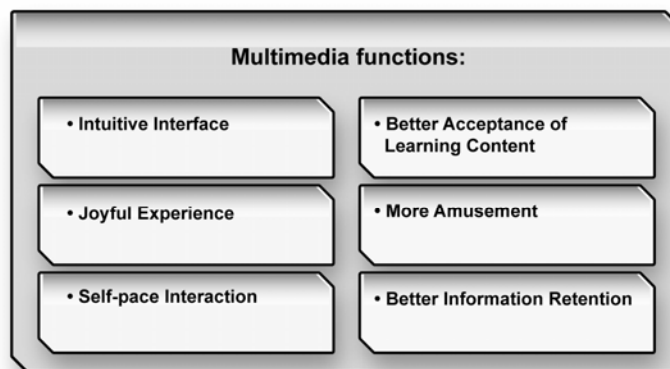 Multimedia functions:
• Intuitive Interface
• Better Acceptance of
Learning Content
• Joyful Experience
• More Amusement
• Self-pace Interaction
• Better Information Retention